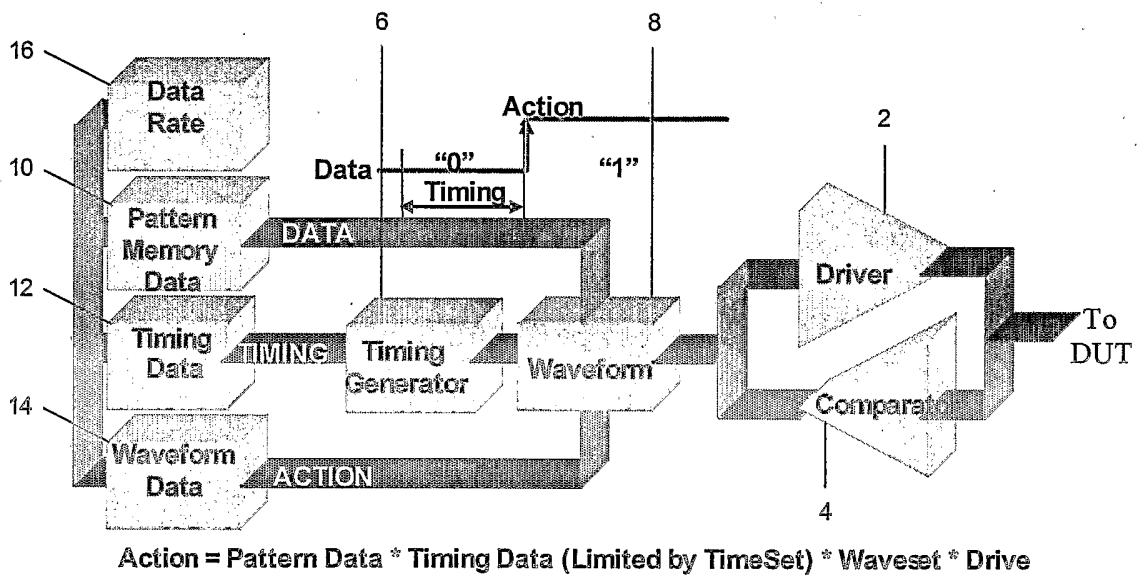 6
8
16
Data
Rate
Action
2
10
Data "0" "1"
Timing
Pattern
Memory
Data
DATA
Driver
12
Timing
Data
TIMING
Timing
Generator
Waveform
To
DUT
14
Comparato
Waveform
Data
ACTION
4
Action = Pattern Data * Timing Data (Limited by TimeSet) * Waveset * Drive